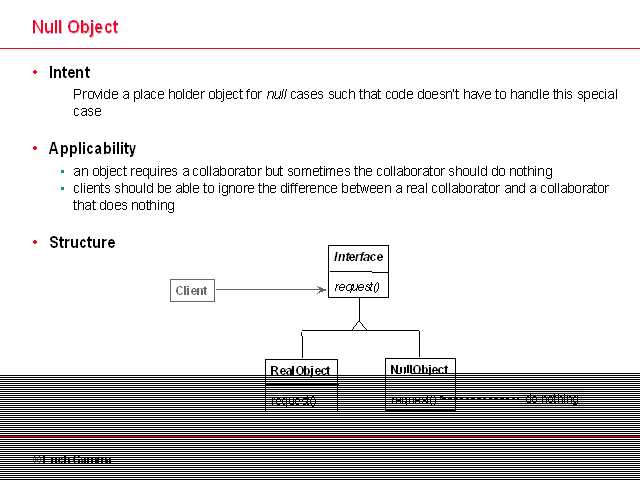 Null Object
• Intent
Provide a place holder object for null cases such that code doesn't have to handle this special
case
• Applicability
• an object requires a collaborator but sometimes the collaborator should do nothing
• clients should be able to ignore the difference between a real collaborator and a collaborator
that does nothing
• Structure
Interface
request()
Client
RealObject
NullObject
request()
request()
do nothing
© Erich Gamma